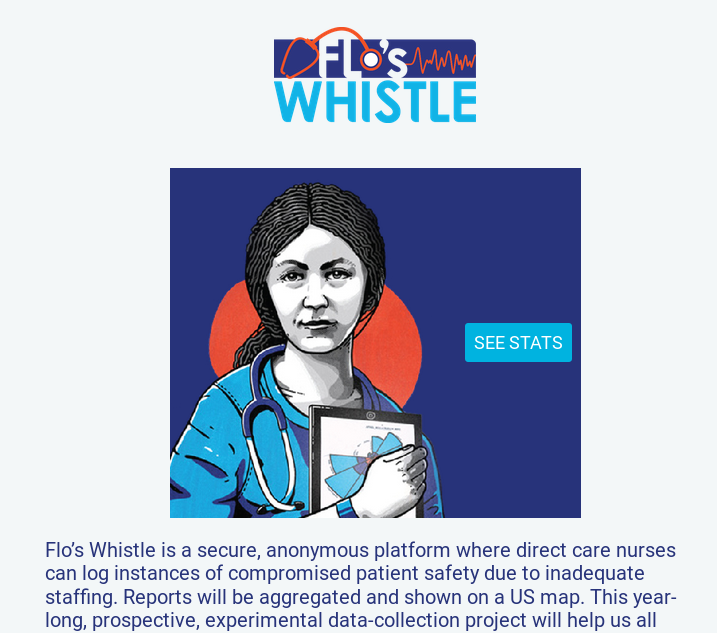 FLO's
WHISTLE
SEE STATS
Flo’s Whistle is a secure, anonymous platform where direct care nurses
can log instances of compromised patient safety due to inadequate
staffing. Reports will be aggregated and shown on a US map. This year-
long, prospective, experimental data-collection project will help us all